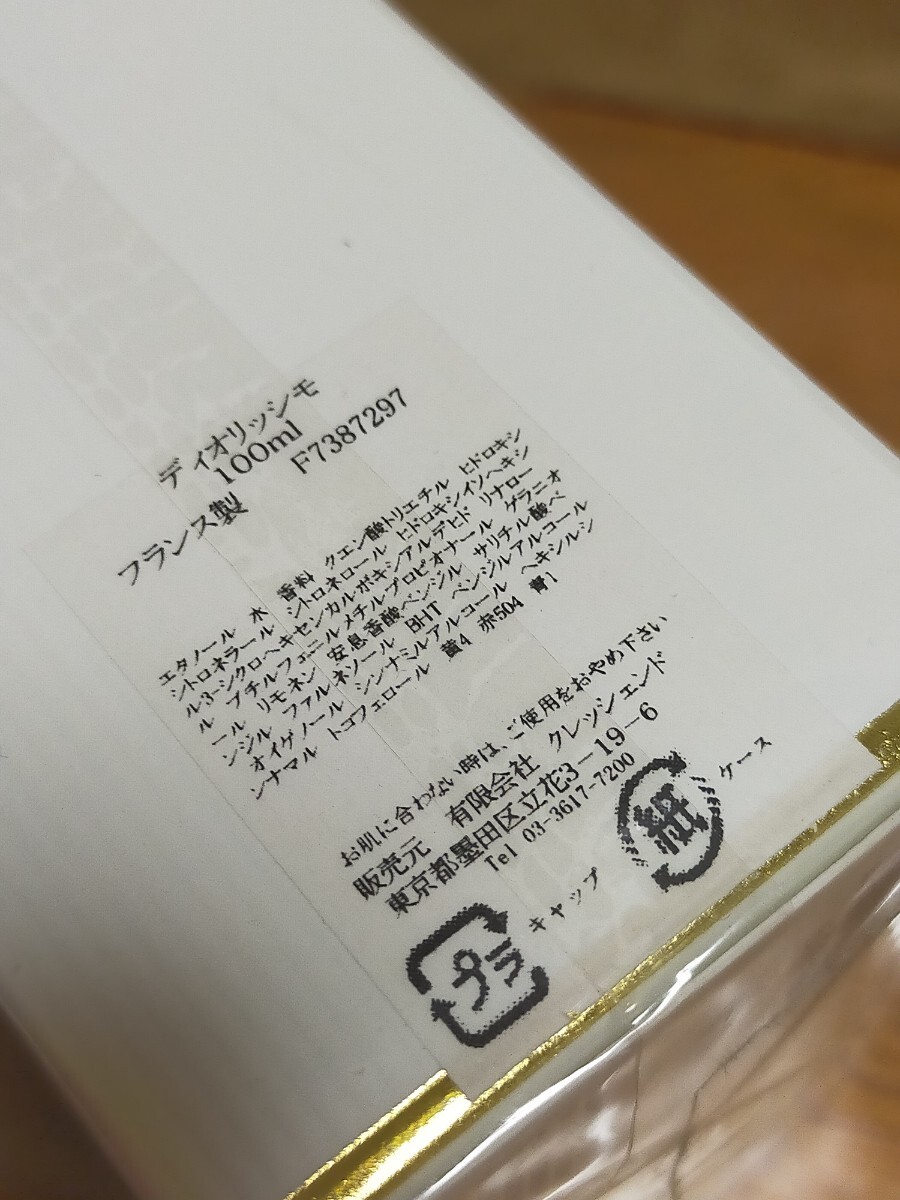 ディオリッシモ
100ml
フランス製 F7387297
エタノール 水 香料 クエン酸トリエチル ヒドロキシ
シトロネラール シトロネロール ヒドロキシイソヘキシ
ル3-シクロヘキセンカルボキシアルデヒド リナロー
ル ブチルフェニルメチルプロピオナール ゲラニオ
ール リモネン 安息香酸ベンジル サリチル酸ベ
ンジル ファルネソール BHT ベンジルアルコール
オイゲノール シンナミルアルコール ヘキシルシ
ンナマル トコフェロール 黄4 赤504 青1
お肌に合わない時は、ご使用をおやめ下さい
販売元 有限会社 クレッシェンド
東京都墨田区立花3-19-6
Tel 03-3617-7200
プラ キャップ 紙 ケース